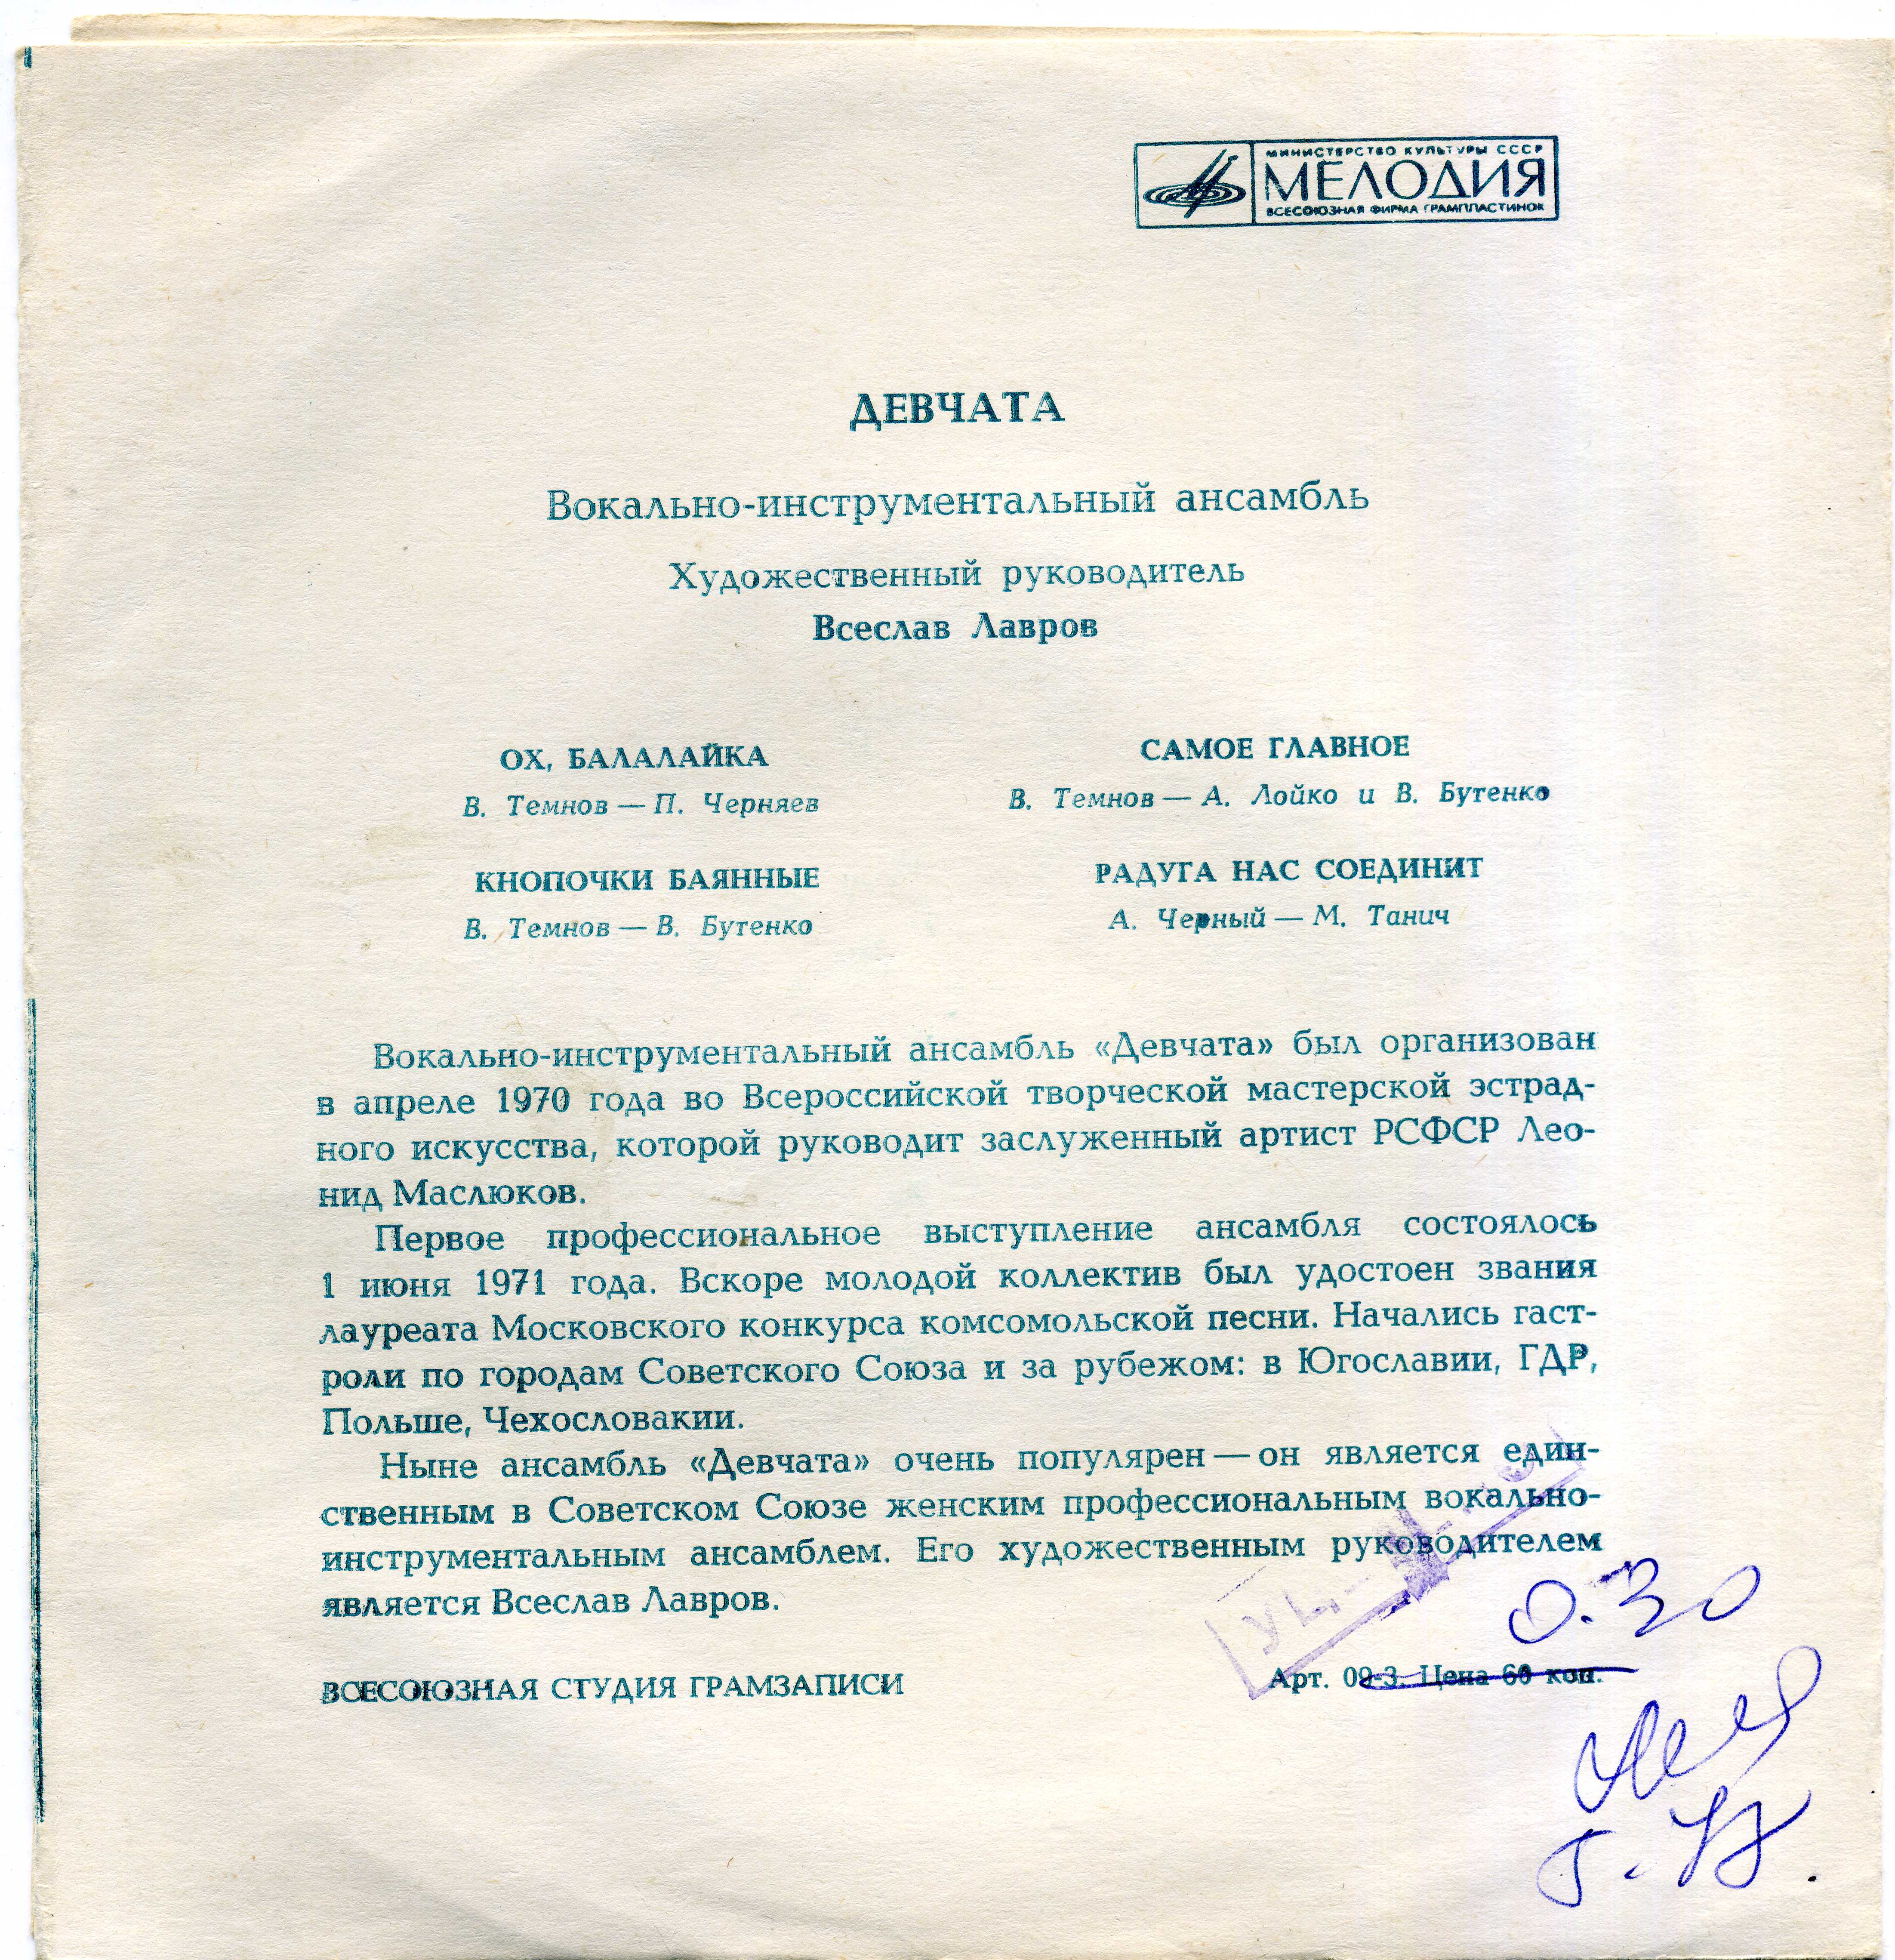 МИНИСТЕРСТВО КУЛЬТУРЫ СССР
МЕЛОДИЯ
ВСЕСОЮЗНАЯ ФИРМА ГРАМПЛАСТИНОК
ДЕВЧАТА
Вокально-инструментальный ансамбль
Художественный руководитель
Всеслав Лавров
ОХ, БАЛАЛАЙКА
В. Темнов — П. Черняев
КНОПОЧКИ БАЯННЫЕ
В. Темнов — В. Бутенко
САМОЕ ГЛАВНОЕ
В. Темнов — А. Лойко и В. Бутенко
РАДУГА НАС СОЕДИНИТ
А. Черный — М. Танич
Вокально-инструментальный ансамбль «Девчата» был организован
в апреле 1970 года во Всероссийской творческой мастерской эстрад-
ного искусства, которой руководит заслуженный артист РСФСР Лео-
нид Маслюков.
Первое профессиональное выступление ансамбля состоялось
1 июня 1971 года. Вскоре молодой коллектив был удостоен звания
лауреата Московского конкурса комсомольской песни. Начались гаст-
роли по городам Советского Союза и за рубежом: в Югославии, ГДР,
Польше, Чехословакии.
Ныне ансамбль «Девчата» очень популярен — он является един-
ственным в Советском Союзе женским профессиональным вокально-
инструментальным ансамблем. Его художественным руководителем
является Всеслав Лавров.
0.30
ВСЕСОЮЗНАЯ СТУДИЯ ГРАМЗАПИСИ
Арт. 09-3. Цена 60 коп.